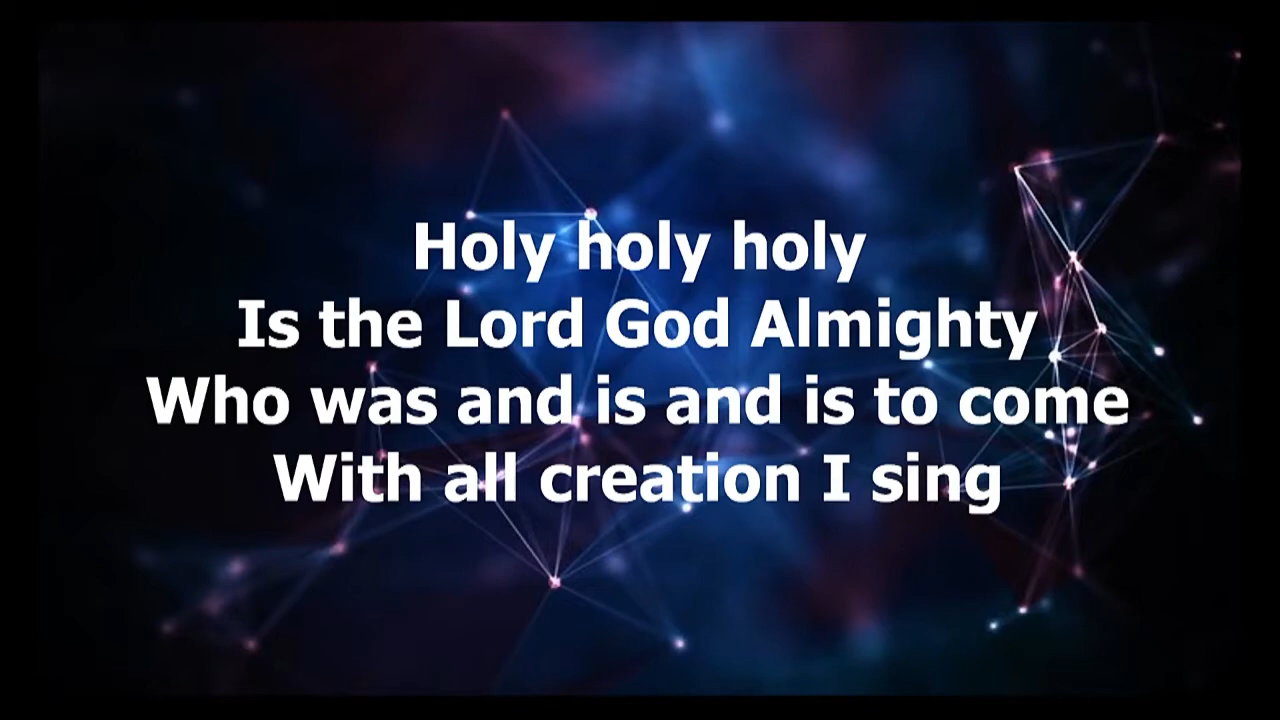 Holy holy holy
Is the Lord God Almighty
Who was and is and is to come
With all creation I sing